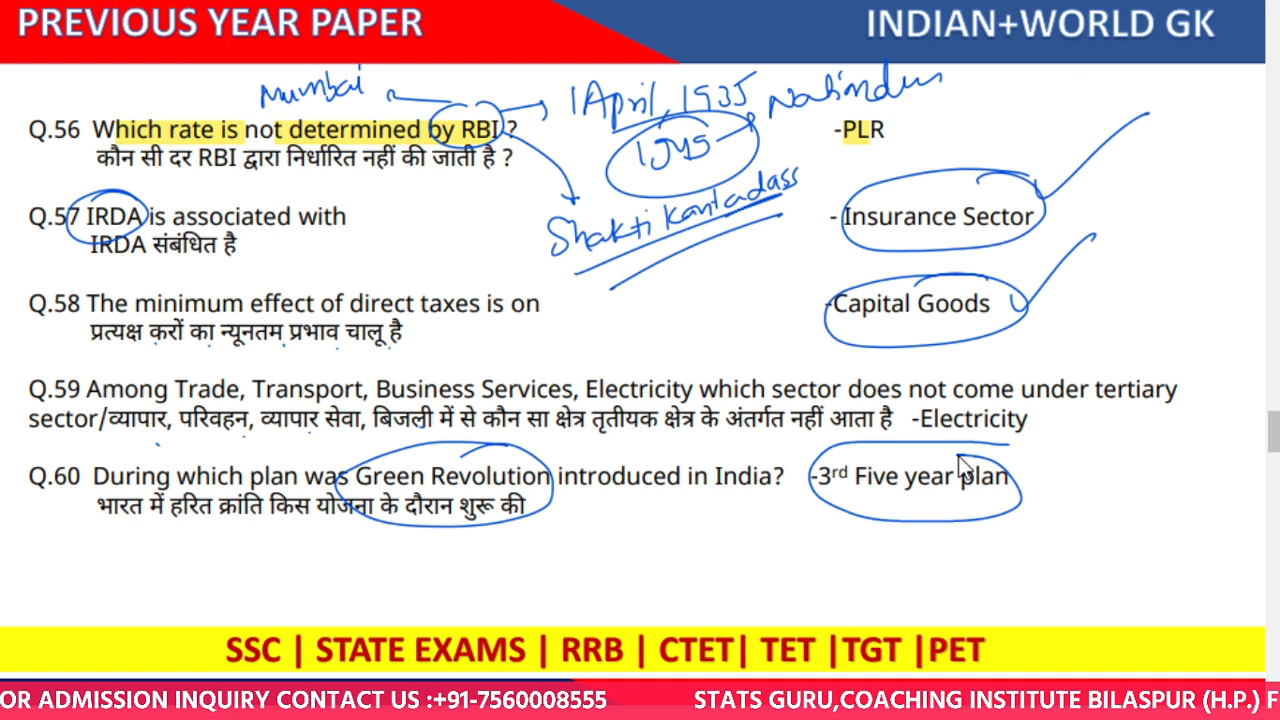 PREVIOUS YEAR PAPER
INDIAN+WORLD GK
Mumbai
1 April, 1935
Q.56 Which rate is not determined by RBI ? -PLR
कौन सी दर RBI द्वारा निर्धारित नहीं की जाती है ?
Shakti Kantadass
Q.57 IRDA is associated with - Insurance Sector
IRDA संबंधित है
Q.58 The minimum effect of direct taxes is on -Capital Goods
प्रत्यक्ष करों का न्यूनतम प्रभाव चालू है
Q.59 Among Trade, Transport, Business Services, Electricity which sector does not come under tertiary
sector/व्यापार, परिवहन, व्यापार सेवा, बिजली में से कौन सा क्षेत्र तृतीयक क्षेत्र के अंतर्गत नहीं आता है -Electricity
Q.60 During which plan was Green Revolution introduced in India? -3rd Five year plan
भारत में हरित क्रांति किस योजना के दौरान शुरू की
SSC | STATE EXAMS | RRB | CTET| TET |TGT |PET
OR ADMISSION INQUIRY CONTACT US :+91-7560008555 STATS GURU,COACHING INSTITUTE BILASPUR (H.P.) F